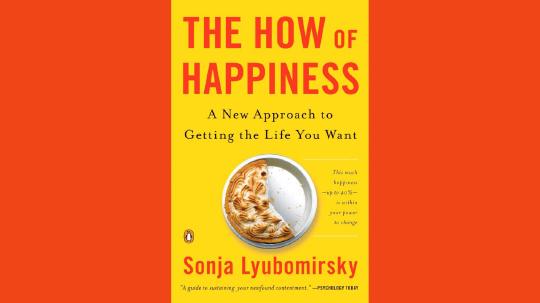 THE HOW OF
HAPPINESS
A New Approach to
Getting the Life You Want
This much
happiness
—up to 40%—
is within
your power
to change
Sonja Lyubomirsky
"A guide to sustaining your newfound contentment." —PSYCHOLOGY TODAY